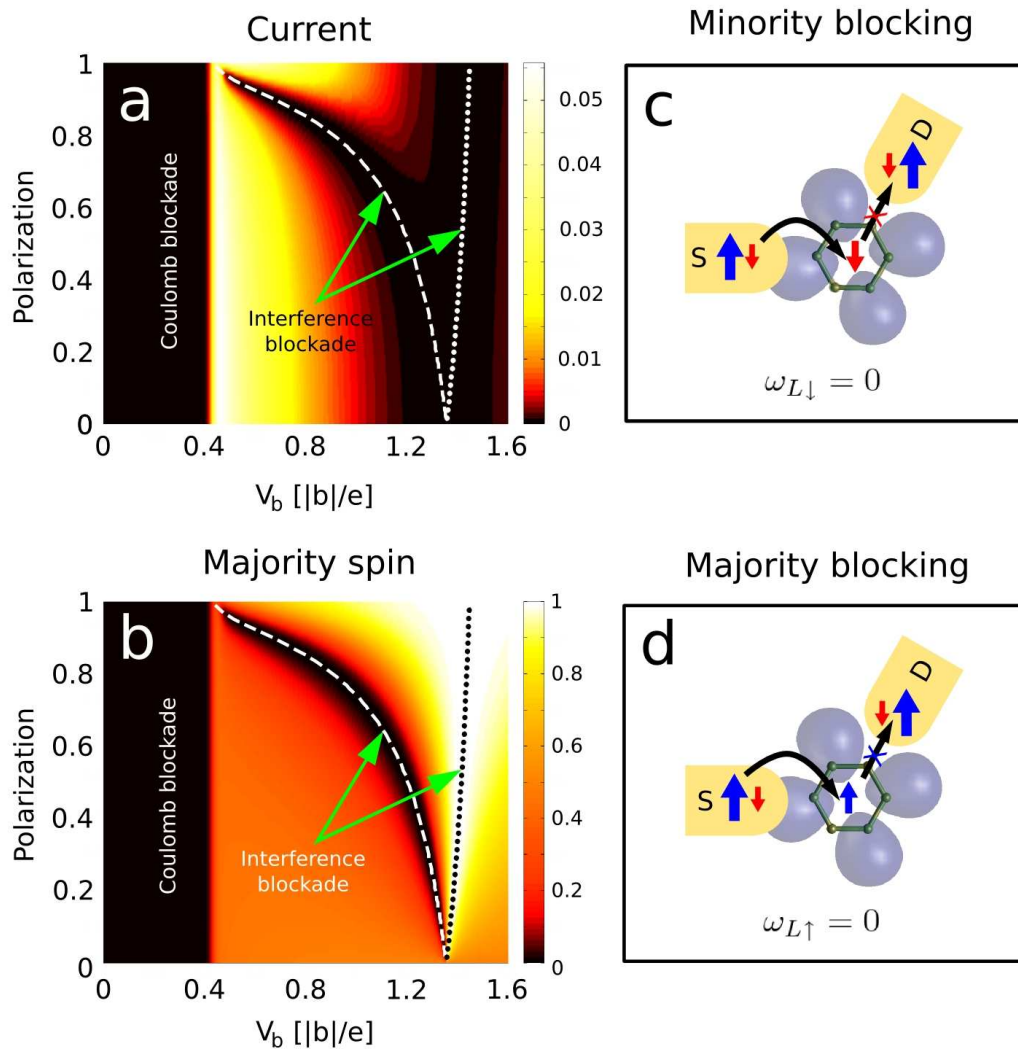 Current
a
Polarization
1
0.8
0.6
0.4
0.2
0
Coulomb blockade
Interference
blockade
0 0.4 0.8 1.2 1.6
V_b [|b|/e]
0.05
0.04
0.03
0.02
0.01
0
Minority blocking
c
D
S
ω_{L↓} = 0
Majority spin
b
Polarization
1
0.8
0.6
0.4
0.2
0
Coulomb blockade
Interference
blockade
0 0.4 0.8 1.2 1.6
V_b [|b|/e]
1
0.8
0.6
0.4
0.2
0
Majority blocking
d
D
S
ω_{L↑} = 0